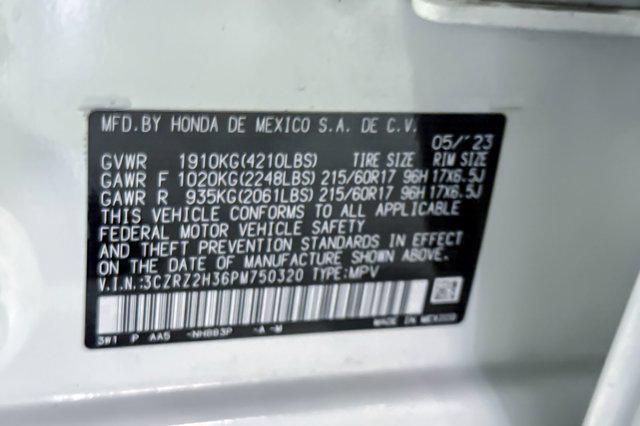 MFD.BY HONDA DE MEXICO S.A. DE C.V.
05/'23
GVWR 1910KG(4210LBS) TIRE SIZE RIM SIZE
GAWR F 1020KG(2248LBS) 215/60R17 96H 17X6.5J
GAWR R 935KG(2061LBS) 215/60R17 96H 17X6.5J
THIS VEHICLE CONFORMS TO ALL APPLICABLE
FEDERAL MOTOR VEHICLE SAFETY
AND THEFT PREVENTION STANDARDS IN EFFECT
ON THE DATE OF MANUFACTURE SHOWN ABOVE.
V.I.N.:3CZRZ2H36PM750320 TYPE:MPV
MADE IN MEXICO
3W1 P AAS -NH883P -A -M